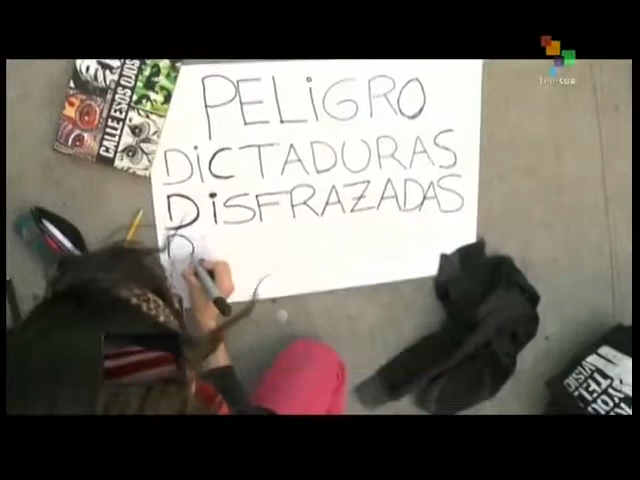 teleSUR
PELIGRO
DICTADURAS
DISFRAZADAS
D
CALLE ESOS OJOS